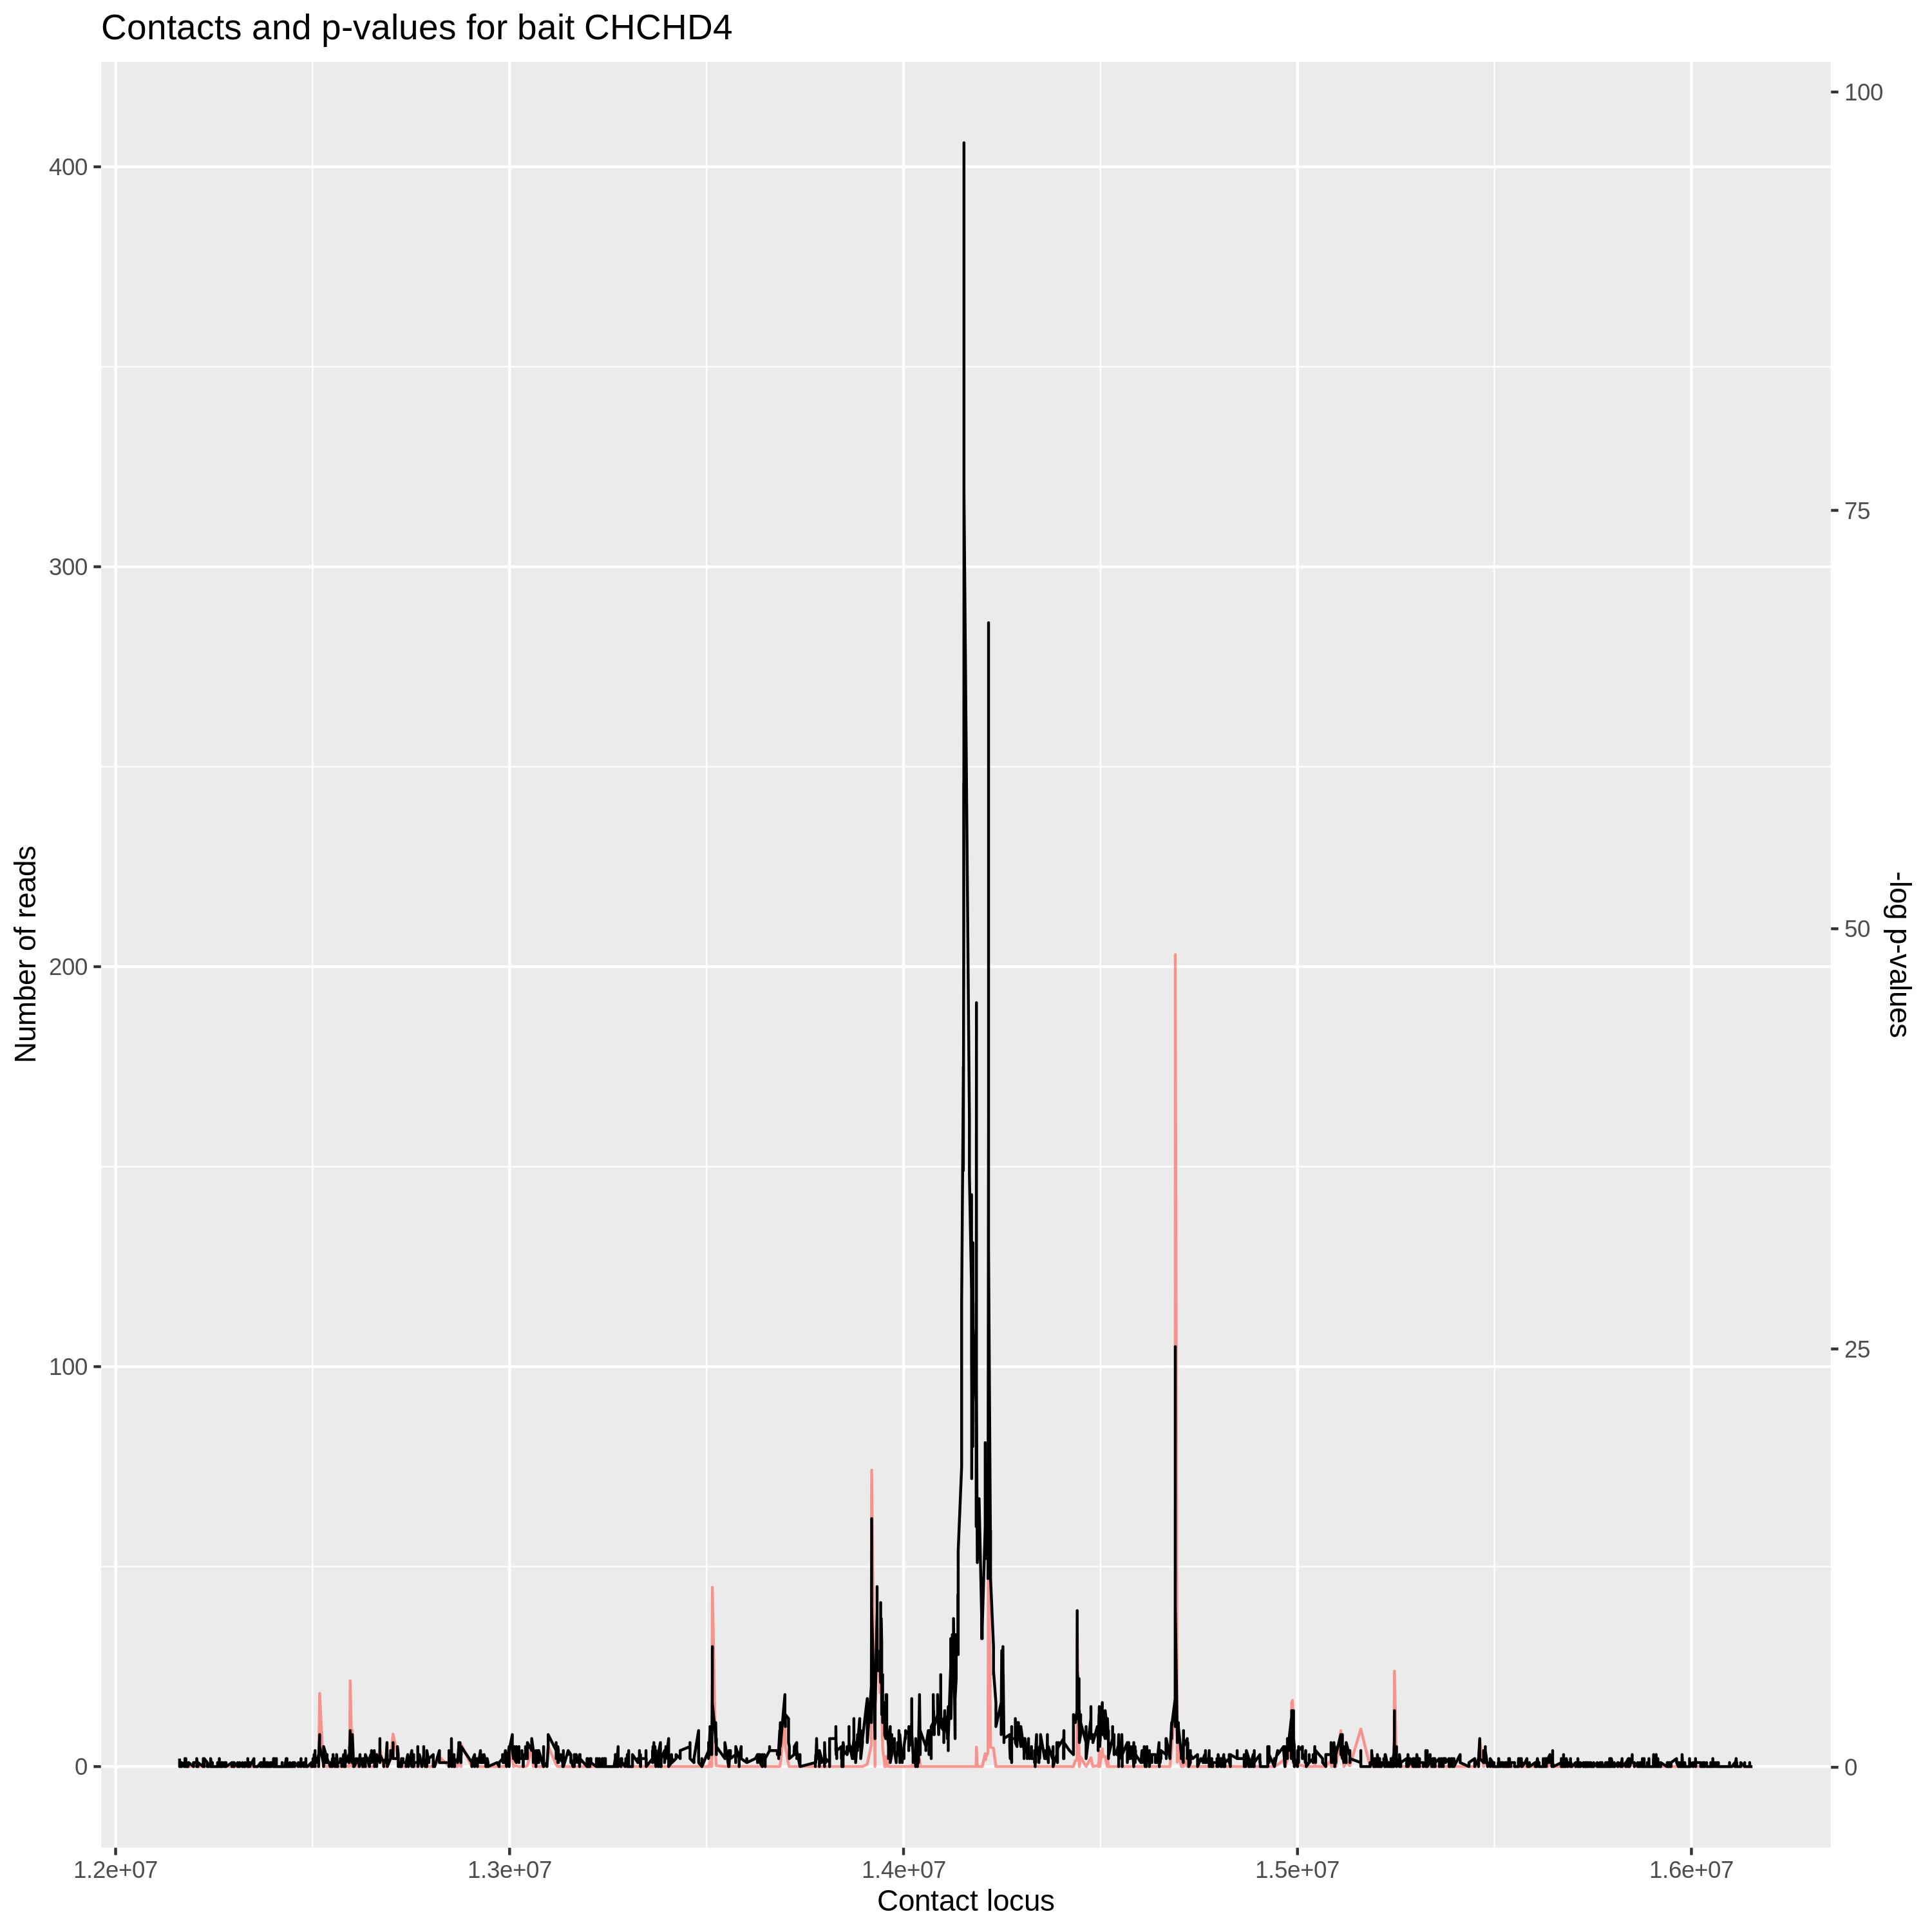 Contacts and p-values for bait CHCHD4
400
300
200
100
0
Number of reads
100
75
50
25
0
-log p-values
1.2e+07 1.3e+07 1.4e+07 1.5e+07 1.6e+07
Contact locus